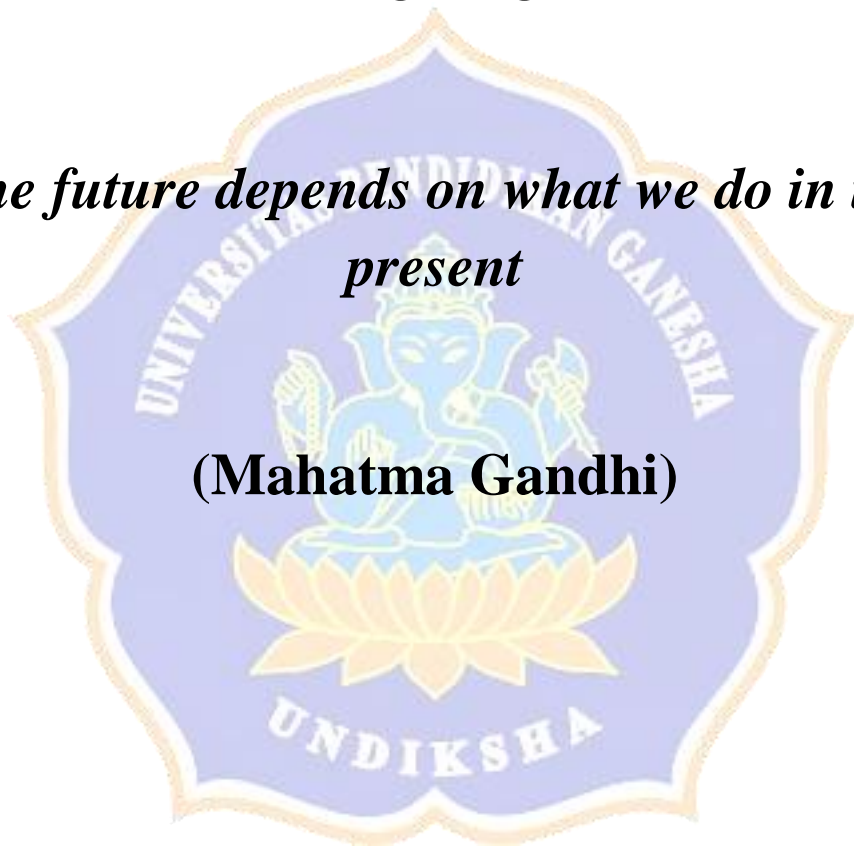 future depends on what we do in
present
(Mahatma Gandhi)
UNIVERSITAS PENDIDIKAN GANESHA
UNDIKSHA